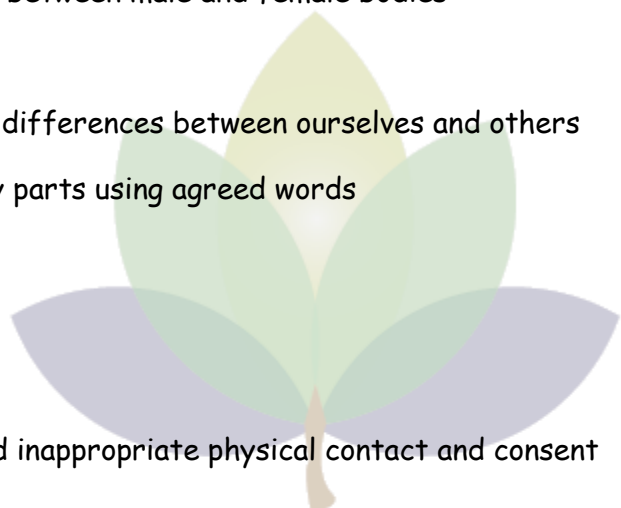 between male and female bodies
differences between ourselves and others
parts using agreed words
inappropriate physical contact and consent